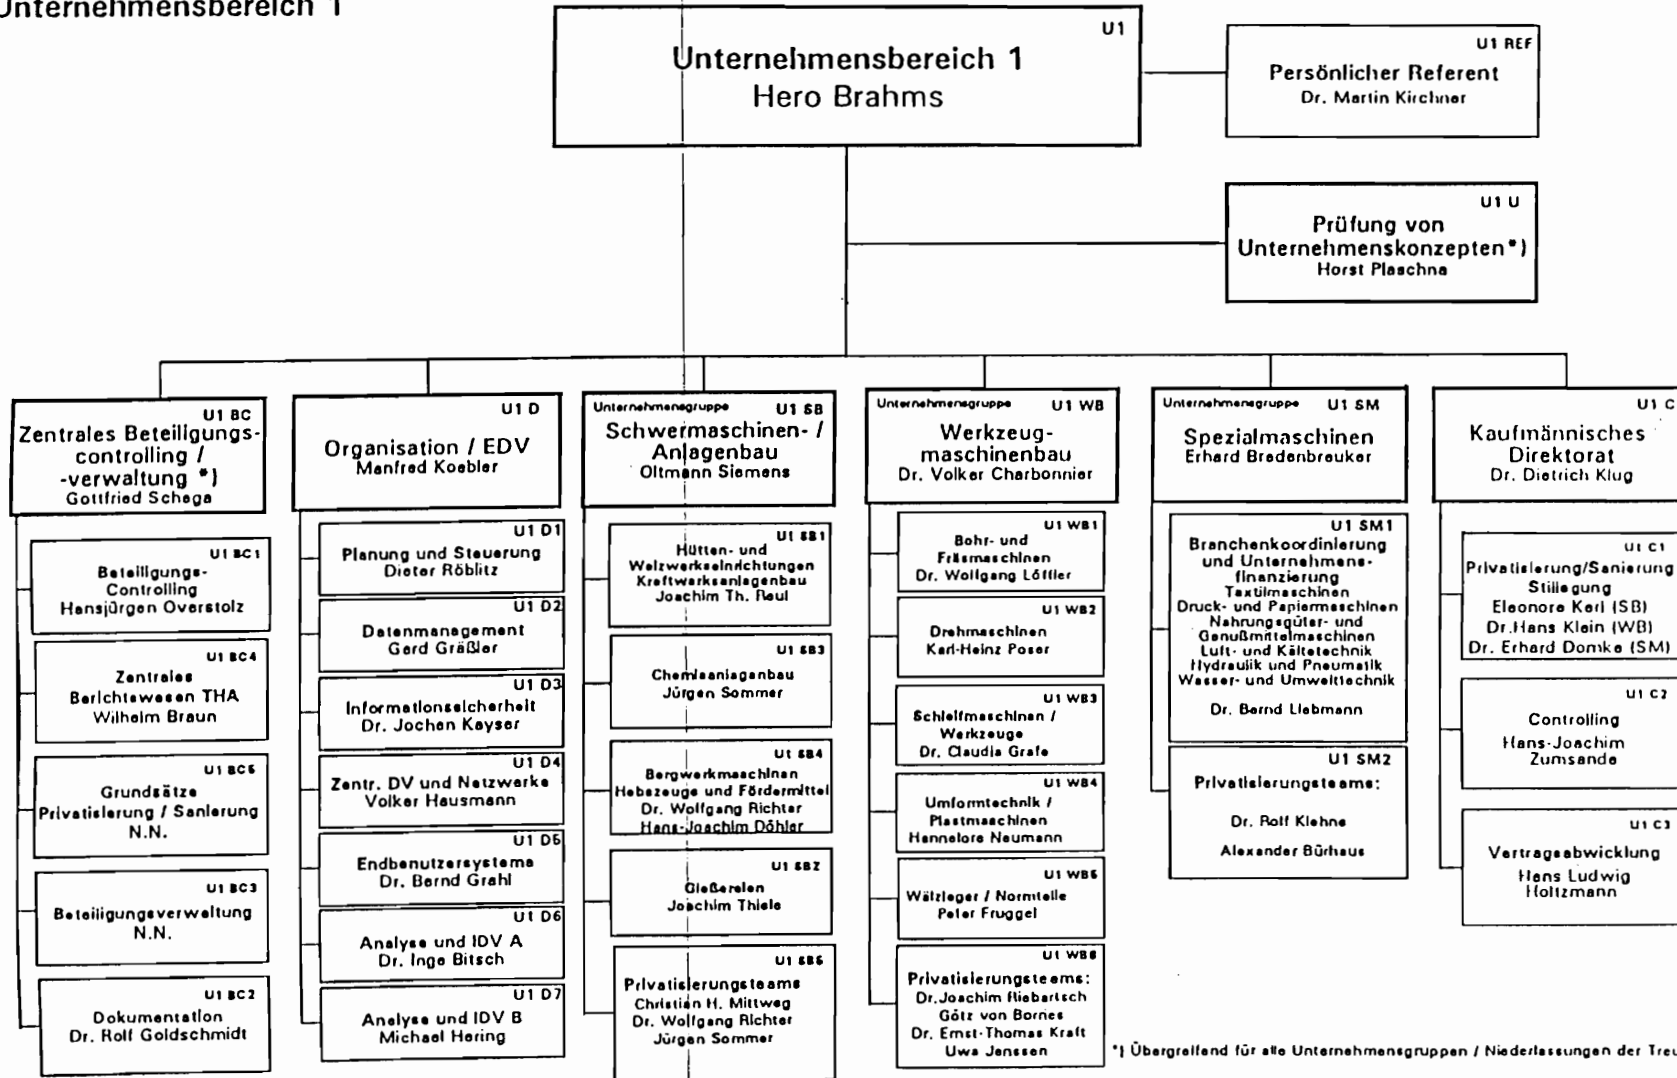 Unternehmensbereich 1
U1
Unternehmensbereich 1
Hero Brahms
U1 REF
Persönlicher Referent
Dr. Martin Kirchner
U1 U
Prüfung von
Unternehmenskonzepten*)
Horst Plaschna
U1 BC
Zentrales Beteiligungs-
controlling /
-verwaltung *)
Gottfried Schega
U1 BC1
Beteiligungs-
Controlling
Hansjürgen Overstolz
U1 BC4
Zentrales
Berichtswesen THA
Wilhelm Braun
U1 BC5
Grundsätze
Privatisierung / Sanierung
N.N.
U1 BC3
Beteiligungsverwaltung
N.N.
U1 BC2
Dokumentation
Dr. Rolf Goldschmidt
U1 D
Organisation / EDV
Manfred Koebler
U1 D1
Planung und Steuerung
Dieter Röblitz
U1 D2
Datenmanagement
Gerd Gräßler
U1 D3
Informationssicherheit
Dr. Jochen Kayser
U1 D4
Zentr. DV und Netzwerke
Volker Hausmann
U1 D5
Endbenutzersysteme
Dr. Bernd Grahl
U1 D6
Analyse und IDV A
Dr. Inge Bitsch
U1 D7
Analyse und IDV B
Michael Hering
Unternehmensgruppe U1 SB
Schwermaschinen- /
Anlagenbau
Oltmann Siemens
U1 SB1
Hütten- und
Walzwerkseinrichtungen
Kraftwerksanlagenbau
Joachim Th. Reul
U1 SB3
Chemieanlagenbau
Jürgen Sommer
U1 SB4
Bergwerkmaschinen
Hebezeuge und Fördermittel
Dr. Wolfgang Richter
Hans-Joachim Döhler
U1 SB2
Gießereien
Joachim Thiele
U1 SB5
Privatisierungsteams
Christian H. Mittweg
Dr. Wolfgang Richter
Jürgen Sommer
Unternehmensgruppe U1 WB
Werkzeug-
maschinenbau
Dr. Volker Charbonnier
U1 WB1
Bohr- und
Fräsmaschinen
Dr. Wolfgang Löffler
U1 WB2
Drehmaschinen
Karl-Heinz Poser
U1 WB3
Schleifmaschinen /
Werkzeuge
Dr. Claudia Grafe
U1 WB4
Umformtechnik /
Plastmaschinen
Hannelore Neumann
U1 WB5
Wälzlager / Normteile
Peter Fruggel
U1 WB6
Privatisierungsteams:
Dr.Joachim Riebartsch
Götz von Borries
Dr. Ernst-Thomas Kraft
Uwe Janssen
Unternehmensgruppe U1 SM
Spezialmaschinen
Erhard Bredenbreuker
U1 SM1
Branchenkoordinierung
und Unternehmens-
finanzierung
Textilmaschinen
Druck- und Papiermaschinen
Nahrungsgüter- und
Genußmittelmaschinen
Luft- und Kältetechnik
Hydraulik und Pneumatik
Wasser- und Umwelttechnik
Dr. Bernd Liebmann
U1 SM2
Privatisierungsteams:
Dr. Rolf Klehne
Alexander Bürhaus
U1 C
Kaufmännisches
Direktorat
Dr. Dietrich Klug
U1 C1
Privatisierung/Sanierung
Stillegung
Eleonore Kerl (SB)
Dr.Hans Klein (WB)
Dr. Erhard Domke (SM)
U1 C2
Controlling
Hans-Joachim
Zumsande
U1 C3
Vertragsabwicklung
Hans Ludwig
Holtzmann
*) Übergreifend für alle Unternehmensgruppen / Niederlassungen der Treu